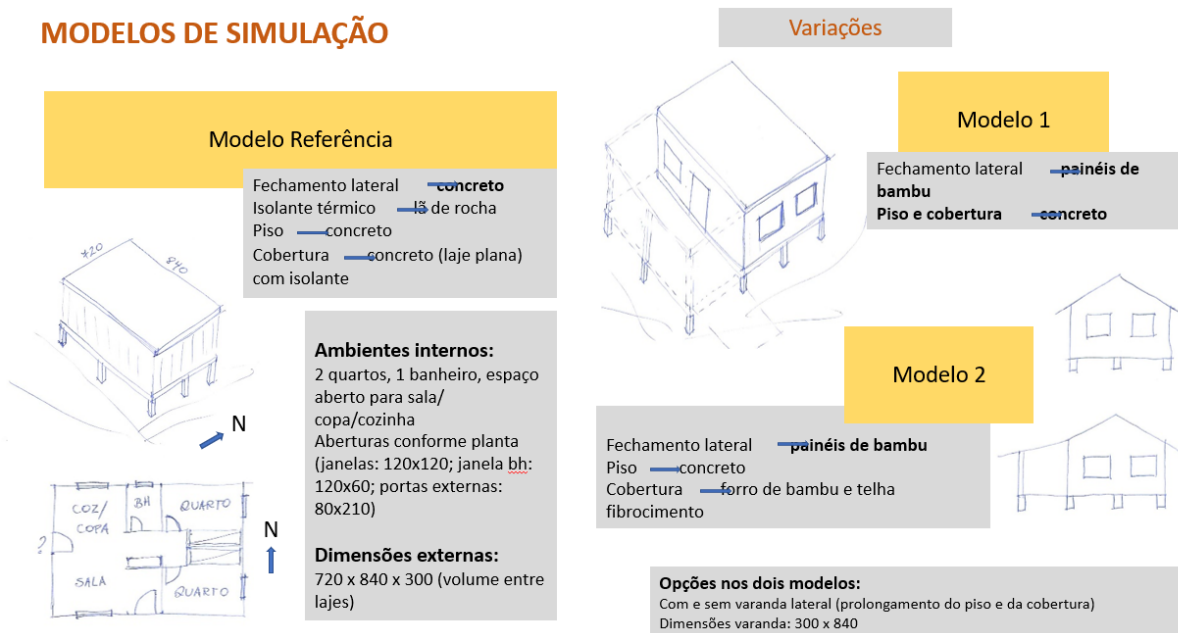 MODELOS DE SIMULAÇÃO
Modelo Referência
Fechamento lateral concreto
Isolante térmico lã de rocha
Piso concreto
Cobertura concreto (laje plana)
com isolante
720
840
N
Ambientes internos:
2 quartos, 1 banheiro, espaço
aberto para sala/
copa/cozinha
Aberturas conforme planta
(janelas: 120x120; janela bh:
120x60; portas externas:
80x210)
Dimensões externas:
720 x 840 x 300 (volume entre
lajes)
COZ/
COPA
BH
QUARTO
?
SALA
QUARTO
N
Variações
Modelo 1
Fechamento lateral painéis de
bambu
Piso e cobertura concreto
Modelo 2
Fechamento lateral painéis de bambu
Piso concreto
Cobertura forro de bambu e telha
fibrocimento
Opções nos dois modelos:
Com e sem varanda lateral (prolongamento do piso e da cobertura)
Dimensões varanda: 300 x 840